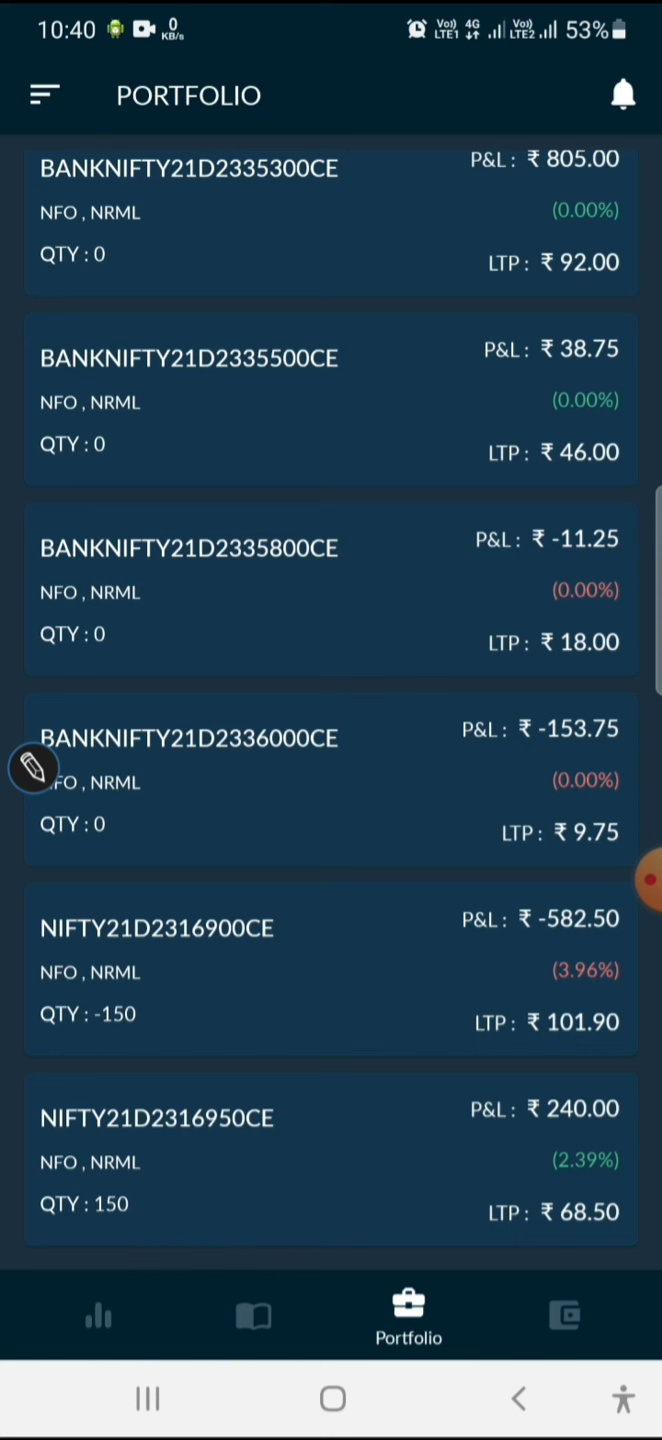 10:40 0 KB/s Vo)) LTE1 4G Vo)) LTE2 53%
PORTFOLIO
BANKNIFTY21D2335300CE P&L : ₹ 805.00
NFO , NRML (0.00%)
QTY : 0 LTP : ₹ 92.00
BANKNIFTY21D2335500CE P&L : ₹ 38.75
NFO , NRML (0.00%)
QTY : 0 LTP : ₹ 46.00
BANKNIFTY21D2335800CE P&L : ₹ -11.25
NFO , NRML (0.00%)
QTY : 0 LTP : ₹ 18.00
BANKNIFTY21D2336000CE P&L : ₹ -153.75
FO , NRML (0.00%)
QTY : 0 LTP : ₹ 9.75
NIFTY21D2316900CE P&L : ₹ -582.50
NFO , NRML (3.96%)
QTY : -150 LTP : ₹ 101.90
NIFTY21D2316950CE P&L : ₹ 240.00
NFO , NRML (2.39%)
QTY : 150 LTP : ₹ 68.50
Portfolio